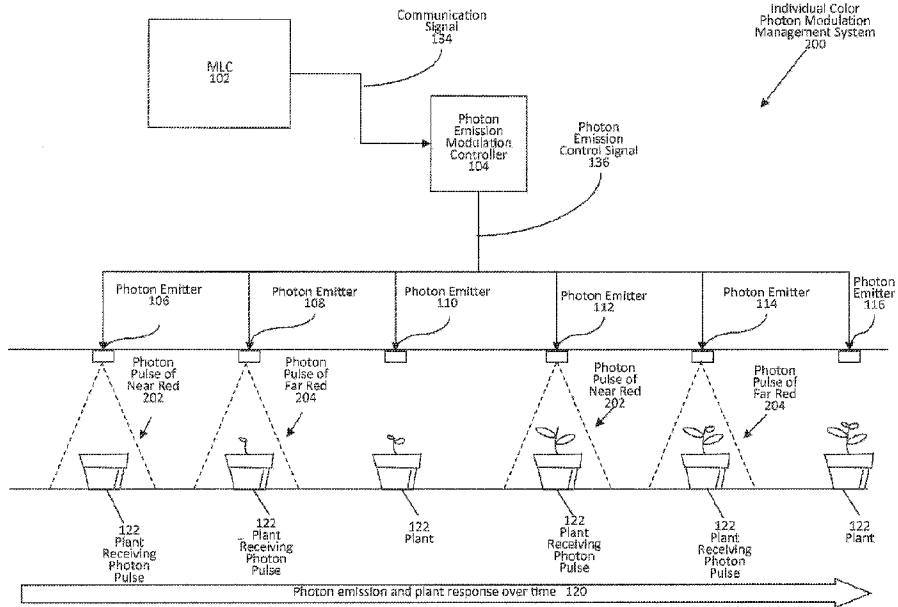 Communication
Signal
134
Individual Color
Photon Modulation
Management System
200
MLC
102
Photon
Emission
Modulation
Controller
104
Photon
Emission
Control Signal
136
Photon Emitter
106
Photon Emitter
108
Photon Emitter
110
Photon Emitter
112
Photon Emitter
114
Photon
Emitter
116
Photon
Pulse of
Near Red
202
Photon
Pulse of
Far Red
204
Photon
Pulse of
Near Red
202
Photon
Pulse of
Far Red
204
122
Plant
Receiving
Photon
Pulse
122
Plant
Receiving
Photon
Pulse
122
Plant
122
Plant
Receiving
Photon
Pulse
122
Plant
Receiving
Photon
Pulse
122
Plant
Photon emission and plant response over time 120